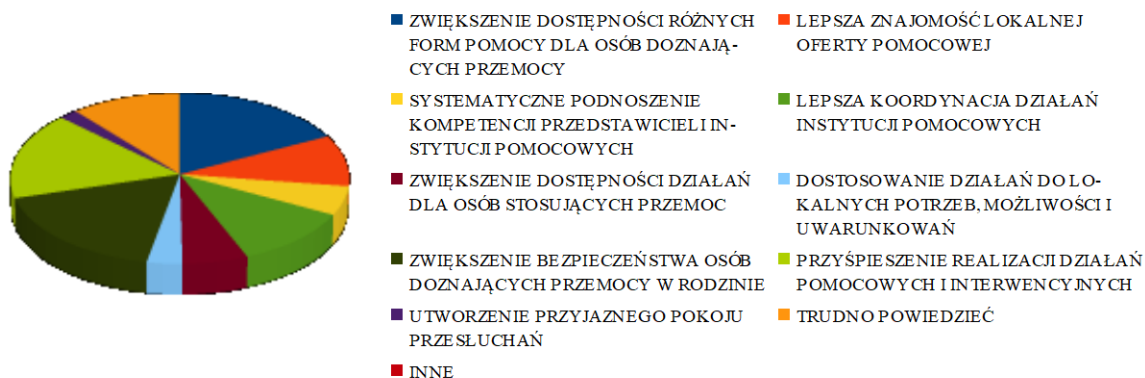 ZWIĘKSZENIE DOSTĘPNOŚCI RÓŻNYCH
FORM POMOCY DLA OSÓB DOZNAJĄ-
CYCH PRZEMOCY
LEPSZA ZNAJOMOŚĆ LOKALNEJ
OFERTY POMOCOWEJ
SYSTEMATYCZNE PODNOSZENIE
KOMPETENCJI PRZEDSTAWICIELI IN-
STYTUCJI POMOCOWYCH
LEPSZA KOORDYNACJA DZIAŁAŃ
INSTYTUCJI POMOCOWYCH
ZWIĘKSZENIE DOSTĘPNOŚCI DZIAŁAŃ
DLA OSÓB STOSUJĄCYCH PRZEMOC
DOSTOSOWANIE DZIAŁAŃ DO LO-
KALNYCH POTRZEB, MOŻLIWOŚCI I
UWARUNKOWAŃ
ZWIĘKSZENIE BEZPIECZEŃSTWA OSÓB
DOZNAJĄCYCH PRZEMOCY W RODZINIE
PRZYŚPIESZENIE REALIZACJI DZIAŁAŃ
POMOCOWYCH I INTERWENCYJNYCH
UTWORZENIE PRZYJAZNEGO POKOJU
PRZESŁUCHAŃ
TRUDNO POWIEDZIEĆ
INNE